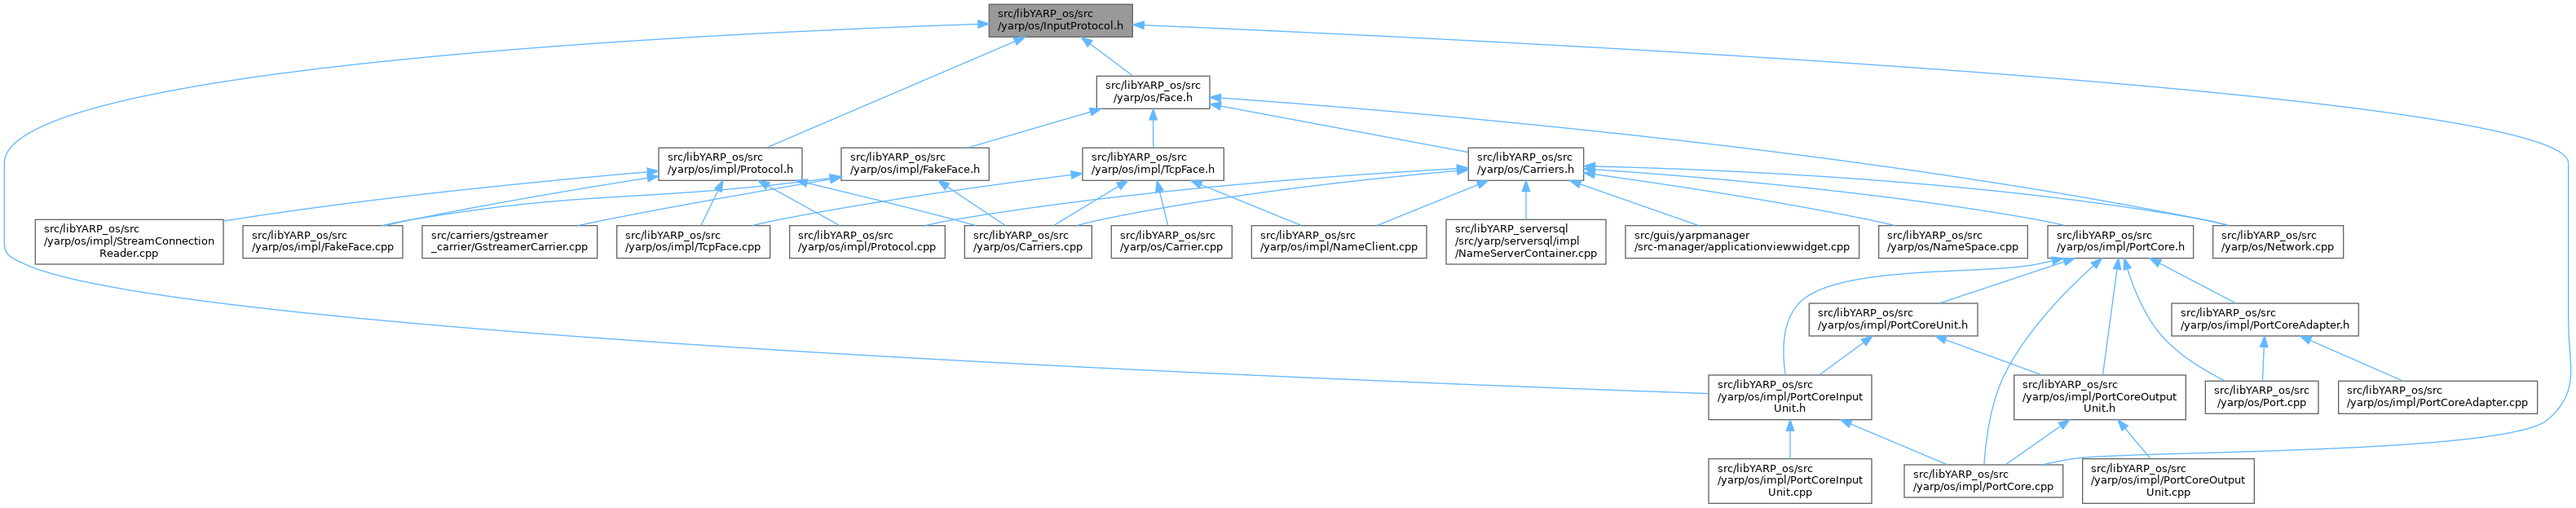 src/libYARP_os/src
/yarp/os/InputProtocol.h
src/libYARP_os/src
/yarp/os/Face.h
src/libYARP_os/src
/yarp/os/impl/Protocol.h
src/libYARP_os/src
/yarp/os/impl/FakeFace.h
src/libYARP_os/src
/yarp/os/impl/TcpFace.h
src/libYARP_os/src
/yarp/os/Carriers.h
src/libYARP_os/src
/yarp/os/impl/StreamConnection
Reader.cpp
src/libYARP_os/src
/yarp/os/impl/FakeFace.cpp
src/carriers/gstreamer
_carrier/GstreamerCarrier.cpp
src/libYARP_os/src
/yarp/os/impl/TcpFace.cpp
src/libYARP_os/src
/yarp/os/impl/Protocol.cpp
src/libYARP_os/src
/yarp/os/Carriers.cpp
src/libYARP_os/src
/yarp/os/Carrier.cpp
src/libYARP_os/src
/yarp/os/impl/NameClient.cpp
src/libYARP_serversql
/src/yarp/serversql/impl
/NameServerContainer.cpp
src/guis/yarpmanager
/src-manager/applicationviewwidget.cpp
src/libYARP_os/src
/yarp/os/NameSpace.cpp
src/libYARP_os/src
/yarp/os/impl/PortCore.h
src/libYARP_os/src
/yarp/os/Network.cpp
src/libYARP_os/src
/yarp/os/impl/PortCoreUnit.h
src/libYARP_os/src
/yarp/os/impl/PortCoreAdapter.h
src/libYARP_os/src
/yarp/os/impl/PortCoreInput
Unit.h
src/libYARP_os/src
/yarp/os/impl/PortCoreOutput
Unit.h
src/libYARP_os/src
/yarp/os/Port.cpp
src/libYARP_os/src
/yarp/os/impl/PortCoreAdapter.cpp
src/libYARP_os/src
/yarp/os/impl/PortCoreInput
Unit.cpp
src/libYARP_os/src
/yarp/os/impl/PortCore.cpp
src/libYARP_os/src
/yarp/os/impl/PortCoreOutput
Unit.cpp